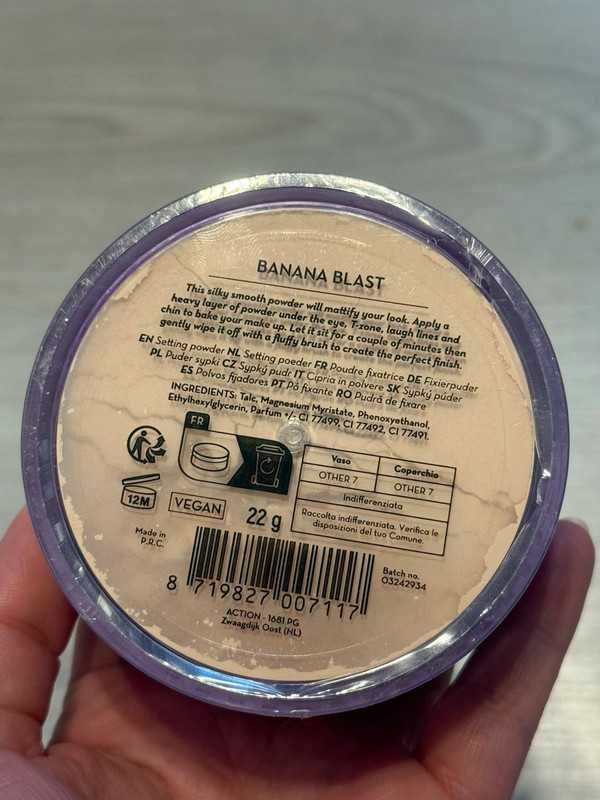 BANANA BLAST
This silky smooth powder will mattify your look. Apply a
heavy layer of powder under the eye, T-zone, laugh lines and
chin to bake your make up. Let it sit for a couple of minutes then
gently wipe it off with a fluffy brush to create the perfect finish.
EN Setting powder NL Setting poeder FR Poudre fixatrice DE Fixierpuder
PL Puder sypki CZ Sypký pudr IT Cipria in polvere SK Sypký púder
ES Polvos fijadores PT Pó fixante RO Pudră de fixare
INGREDIENTS: Talc, Magnesium Myristate, Phenoxyethanol,
Ethylhexylglycerin, Parfum +/- CI 77499, CI 77492, CI 77491.
FR
Vaso Coperchio
OTHER 7 OTHER 7
Indifferenziata
Raccolta indifferenziata. Verifica le
disposizioni del tuo Comune.
12M VEGAN 22 g
Made in
P.R.C.
Batch no.
03242934
8 719827 007117
ACTION - 1681 PG
Zwaagdijk Oost (NL)